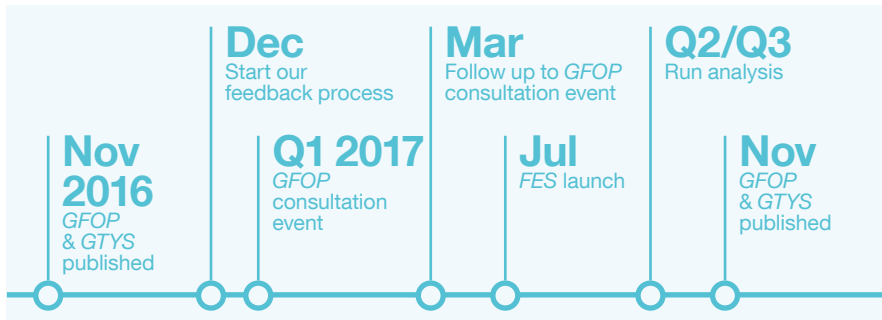 Nov
2016
GFOP
& GTYS
published
Dec
Start our
feedback process
Q1 2017
GFOP
consultation
event
Mar
Follow up to GFOP
consultation event
Jul
FES launch
Q2/Q3
Run analysis
Nov
GFOP
& GTYS
published